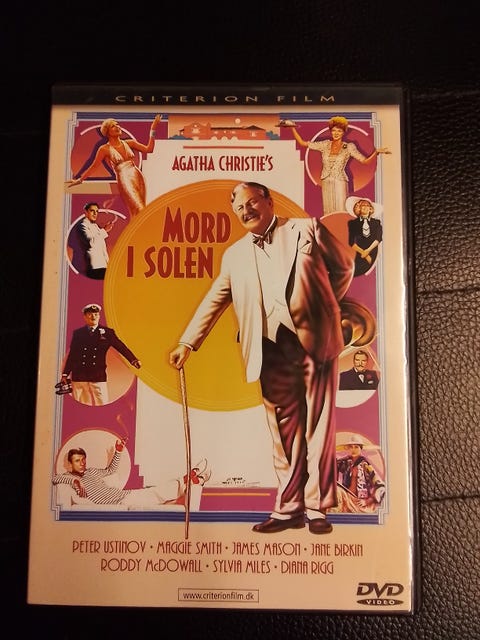 CRITERION FILM
AGATHA CHRISTIE'S
MORD
I SOLEN
PETER USTINOV • MAGGIE SMITH • JAMES MASON • JANE BIRKIN
RODDY McDOWALL • SYLVIA MILES • DIANA RIGG
www.criterionfilm.dk
DVD
VIDEO